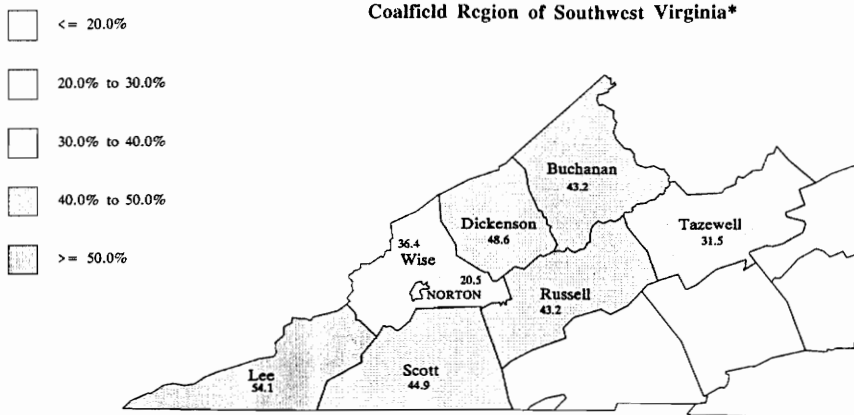 Coalfield Region of Southwest Virginia*
<= 20.0%
20.0% to 30.0%
30.0% to 40.0%
40.0% to 50.0%
>= 50.0%
Buchanan
43.2
Dickenson
48.6
Tazewell
31.5
36.4
Wise
20.5
NORTON
Russell
43.2
Lee
54.1
Scott
44.9